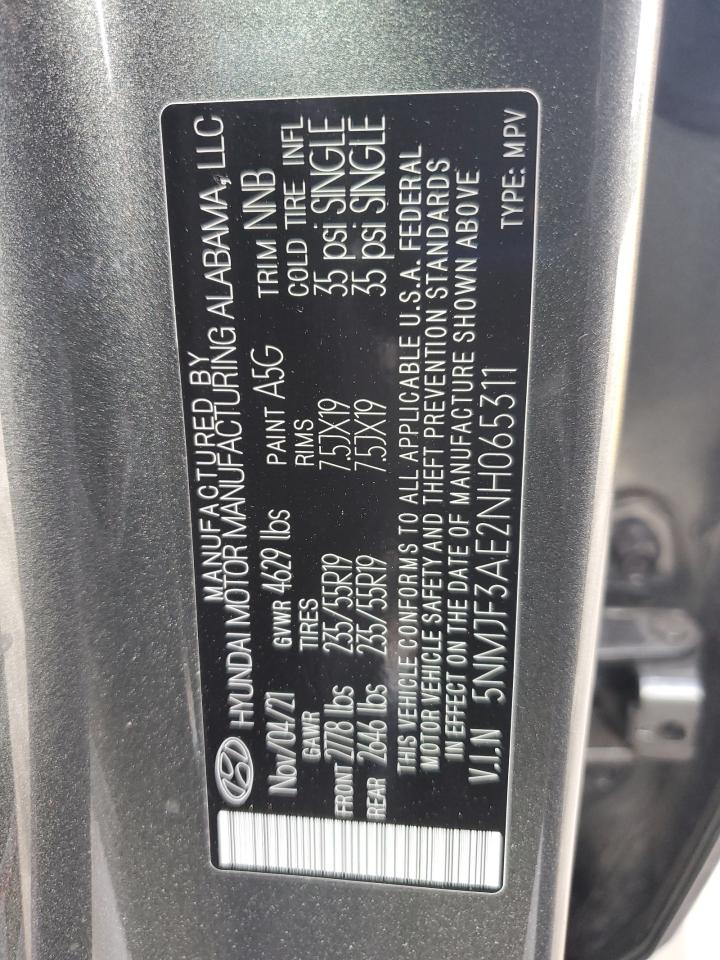 MANUFACTURED BY
HYUNDAI MOTOR MANUFACTURING ALABAMA, LLC
Nov/04/21 GVWR 4629 lbs PAINT A5G TRIM NNB
GAWR TIRES RIMS COLD TIRE INFL
FRONT 2778 lbs 235/55R19 7.5JX19 35 psi SINGLE
REAR 2646 lbs 235/55R19 7.5JX19 35 psi SINGLE
THIS VEHICLE CONFORMS TO ALL APPLICABLE U.S.A. FEDERAL
MOTOR VEHICLE SAFETY AND THEFT PREVENTION STANDARDS
IN EFFECT ON THE DATE OF MANUFACTURE SHOWN ABOVE
V.I.N 5NMJF3AE2NH065311 TYPE: MPV